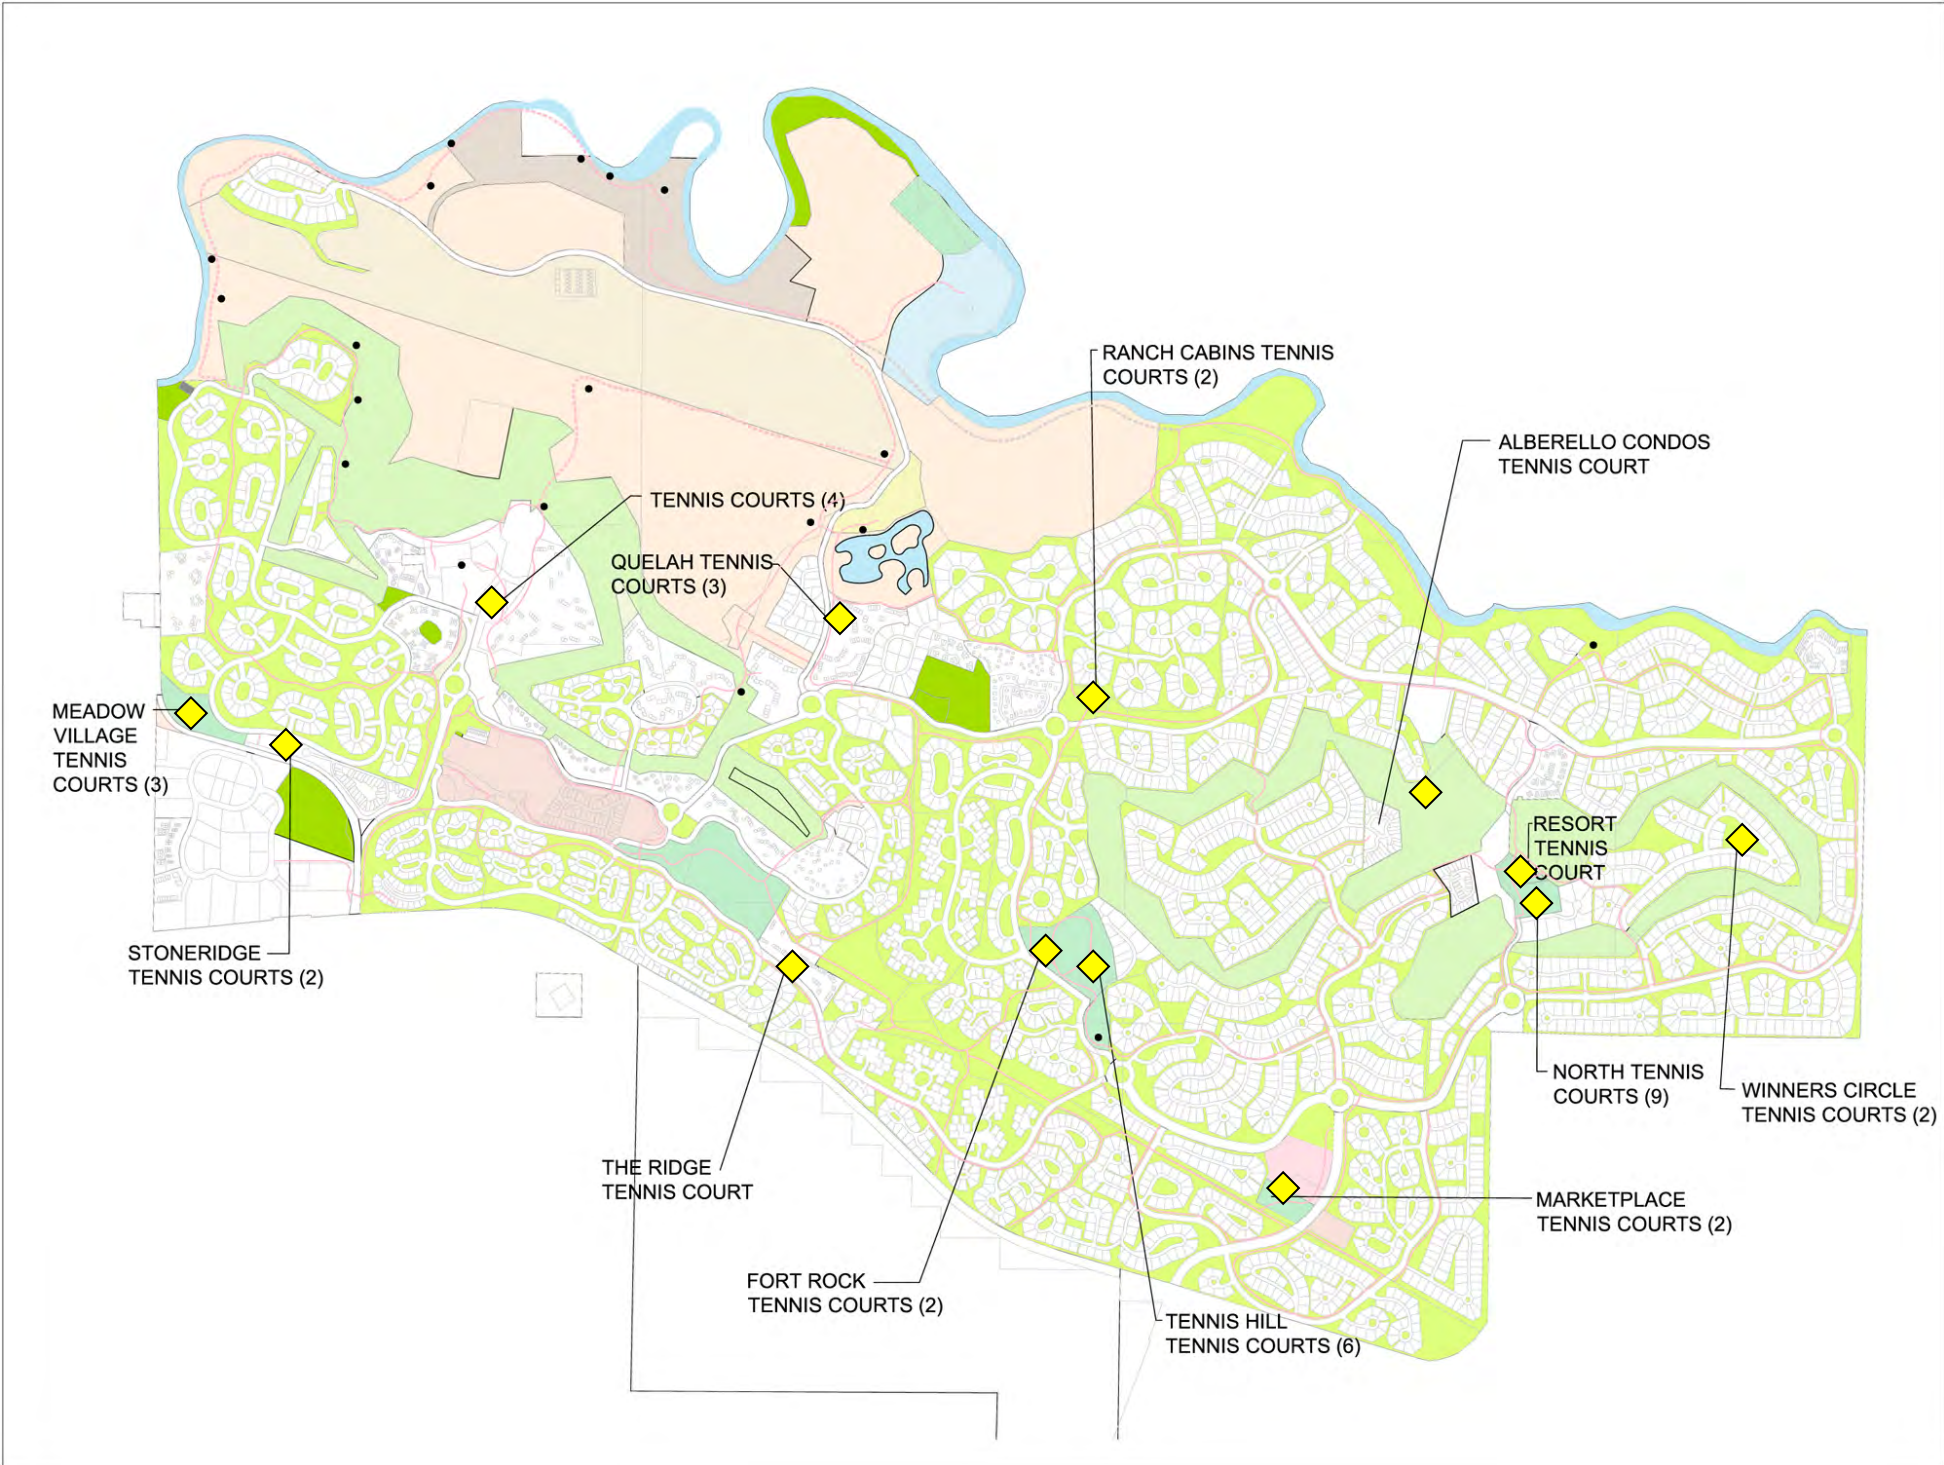 RANCH CABINS TENNIS
COURTS (2)
ALBERELLO CONDOS
TENNIS COURT
TENNIS COURTS (4)
QUELAH TENNIS
COURTS (3)
MEADOW
VILLAGE
TENNIS
COURTS (3)
RESORT
TENNIS
COURT
STONERIDGE
TENNIS COURTS (2)
NORTH TENNIS
COURTS (9)
WINNERS CIRCLE
TENNIS COURTS (2)
THE RIDGE
TENNIS COURT
MARKETPLACE
TENNIS COURTS (2)
FORT ROCK
TENNIS COURTS (2)
TENNIS HILL
TENNIS COURTS (6)